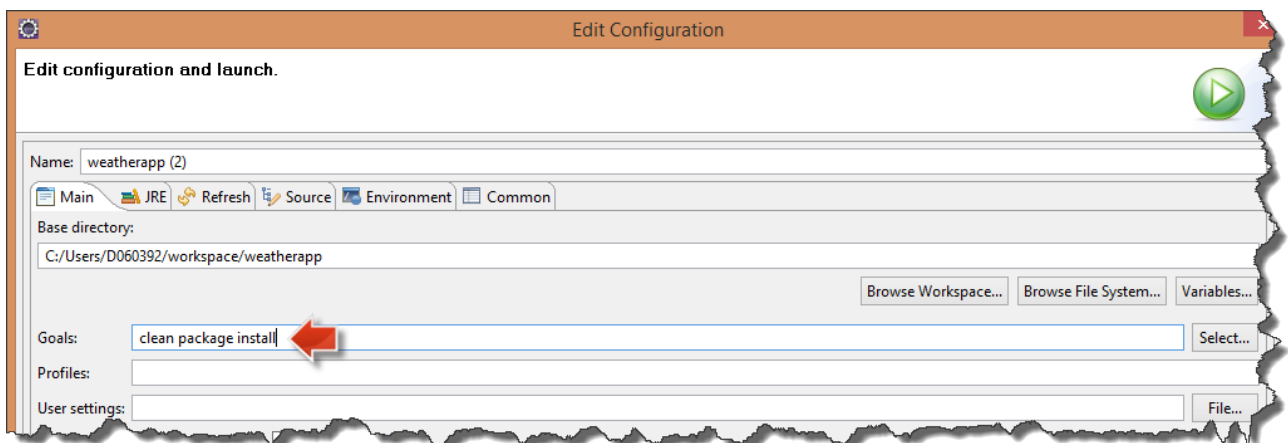 Edit Configuration
Edit configuration and launch.
Name: weatherapp (2)
Main JRE Refresh Source Environment Common
Base directory:
C:/Users/D060392/workspace/weatherapp
Browse Workspace... Browse File System... Variables...
Goals: clean package install Select...
Profiles:
User settings: File...